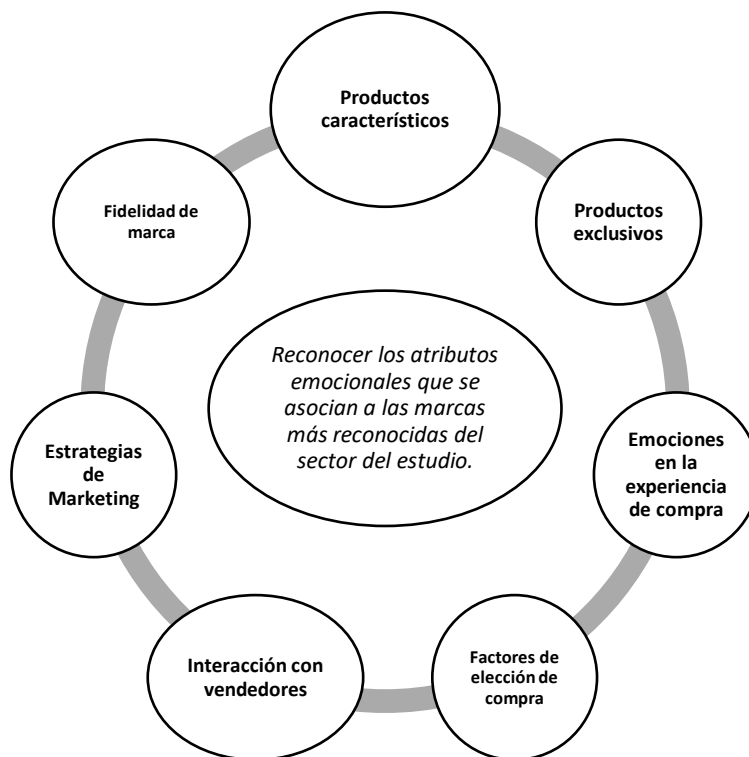 Productos
característicos
Productos
exclusivos
Emociones
en la
experiencia
de compra
Factores de
elección de
compra
Interacción con
vendedores
Estrategias
de
Marketing
Fidelidad de
marca
Reconocer los atributos
emocionales que se
asocian a las marcas
más reconocidas del
sector del estudio.